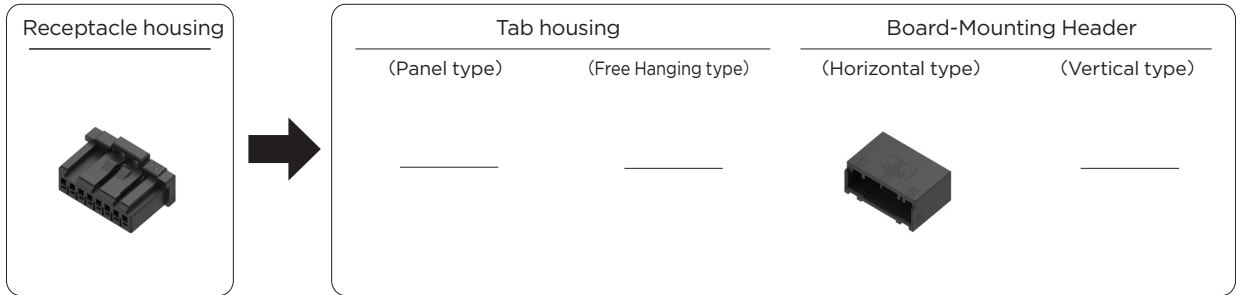 Receptacle housing
Tab housing
Board-Mounting Header
(Panel type)
(Free Hanging type)
(Horizontal type)
(Vertical type)